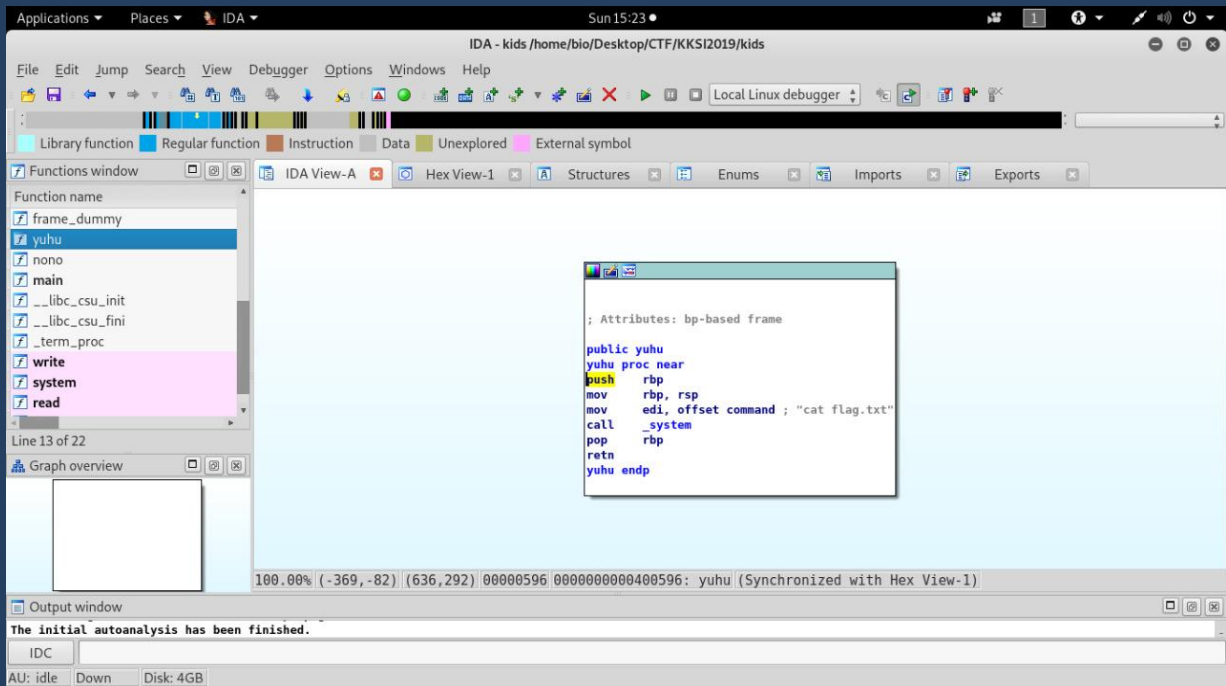 Applications Places IDA Sun 15:23 1
IDA - kids /home/bio/Desktop/CTF/KKSI2019/kids
File Edit Jump Search View Debugger Options Windows Help
Local Linux debugger
Library function Regular function Instruction Data Unexplored External symbol
Functions window
IDA View-A Hex View-1 Structures Enums Imports Exports
Function name
frame_dummy
yuhu
nono
main
__libc_csu_init
__libc_csu_fini
_term_proc
write
system
read
Line 13 of 22
Graph overview
; Attributes: bp-based frame
public yuhu
yuhu proc near
push rbp
mov rbp, rsp
mov edi, offset command ; "cat flag.txt"
call _system
pop rbp
retn
yuhu endp
100.00% (-369,-82) (636,292) 00000596 0000000000400596: yuhu (Synchronized with Hex View-1)
Output window
The initial autoanalysis has been finished.
IDC
AU: idle Down Disk: 4GB